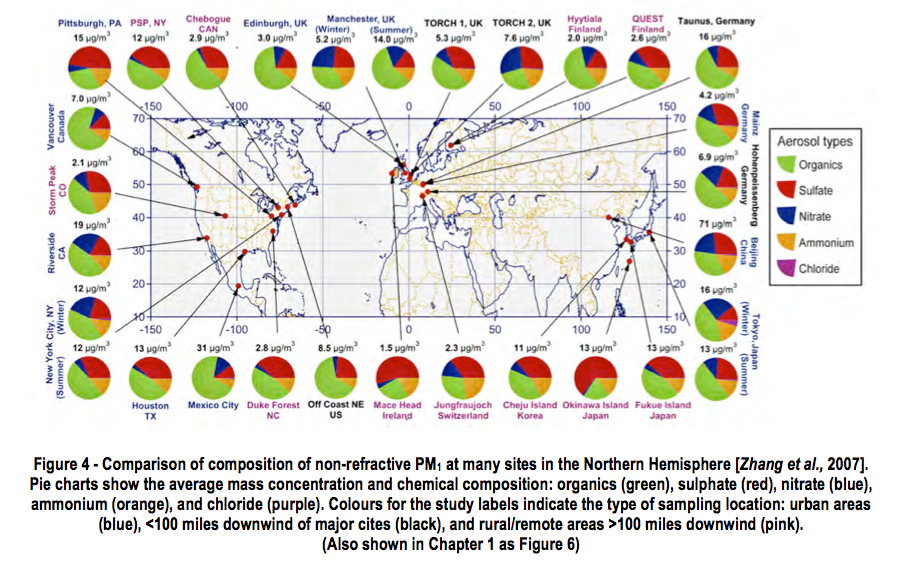 Pittsburgh, PA
15 µg/m³
PSP, NY
12 µg/m³
Chebogue
CAN
2.9 µg/m³
Edinburgh, UK
3.0 µg/m³
Manchester, UK
(Winter)
5.2 µg/m³
(Summer)
14.0 µg/m³
TORCH 1, UK
5.3 µg/m³
TORCH 2, UK
7.6 µg/m³
Hyytiala
Finland
2.0 µg/m³
QUEST
Finland
2.6 µg/m³
Taunus, Germany
16 µg/m³
-150
-100
-50
0
50
100
150
70
60
50
40
30
20
10
70
60
50
40
30
20
10
-150
-100
-50
0
50
100
150
Vancouver
Canada
7.0 µg/m³
Storm Peak
CO
2.1 µg/m³
Riverside
CA
19 µg/m³
New York City, NY
(Winter)
12 µg/m³
(Summer)
12 µg/m³
Mainz
Germany
4.2 µg/m³
Hohenpeissenberg
Germany
6.9 µg/m³
Beijing
China
71 µg/m³
Tokyo, Japan
(Winter)
16 µg/m³
(Summer)
13 µg/m³
13 µg/m³
Houston
TX
31 µg/m³
Mexico City
2.8 µg/m³
Duke Forest
NC
8.5 µg/m³
Off Coast NE
US
1.5 µg/m³
Mace Head
Ireland
2.3 µg/m³
Jungfraujoch
Switzerland
11 µg/m³
Cheju Island
Korea
13 µg/m³
Okinawa Island
Japan
13 µg/m³
Fukue Island
Japan
Aerosol types
Organics
Sulfate
Nitrate
Ammonium
Chloride
Figure 4 - Comparison of composition of non-refractive PM₁ at many sites in the Northern Hemisphere [Zhang et al., 2007].
Pie charts show the average mass concentration and chemical composition: organics (green), sulphate (red), nitrate (blue),
ammonium (orange), and chloride (purple). Colours for the study labels indicate the type of sampling location: urban areas
(blue), <100 miles downwind of major cites (black), and rural/remote areas >100 miles downwind (pink).
(Also shown in Chapter 1 as Figure 6)